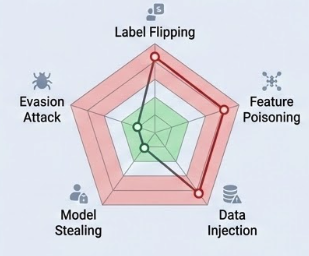 Label Flipping
Evasion
Attack
Feature
Poisoning
Model
Stealing
Data
Injection